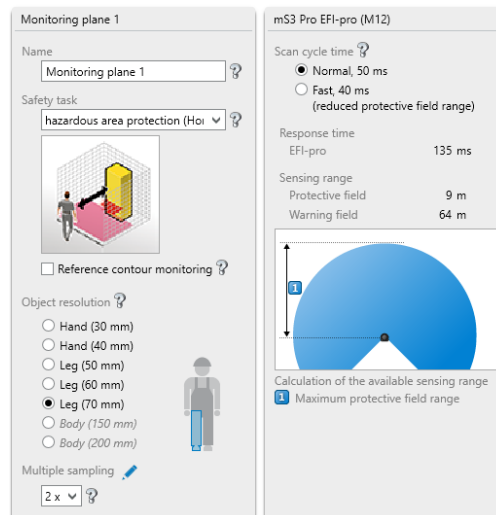 Monitoring plane 1
Name
Monitoring plane 1
Safety task
hazardous area protection (Hor
Reference contour monitoring
Object resolution
Hand (30 mm)
Hand (40 mm)
Leg (50 mm)
Leg (60 mm)
Leg (70 mm)
Body (150 mm)
Body (200 mm)
Multiple sampling
2 x
mS3 Pro EFI-pro (M12)
Scan cycle time
Normal, 50 ms
Fast, 40 ms
(reduced protective field range)
Response time
EFI-pro 135 ms
Sensing range
Protective field 9 m
Warning field 64 m
1
Calculation of the available sensing range
1 Maximum protective field range